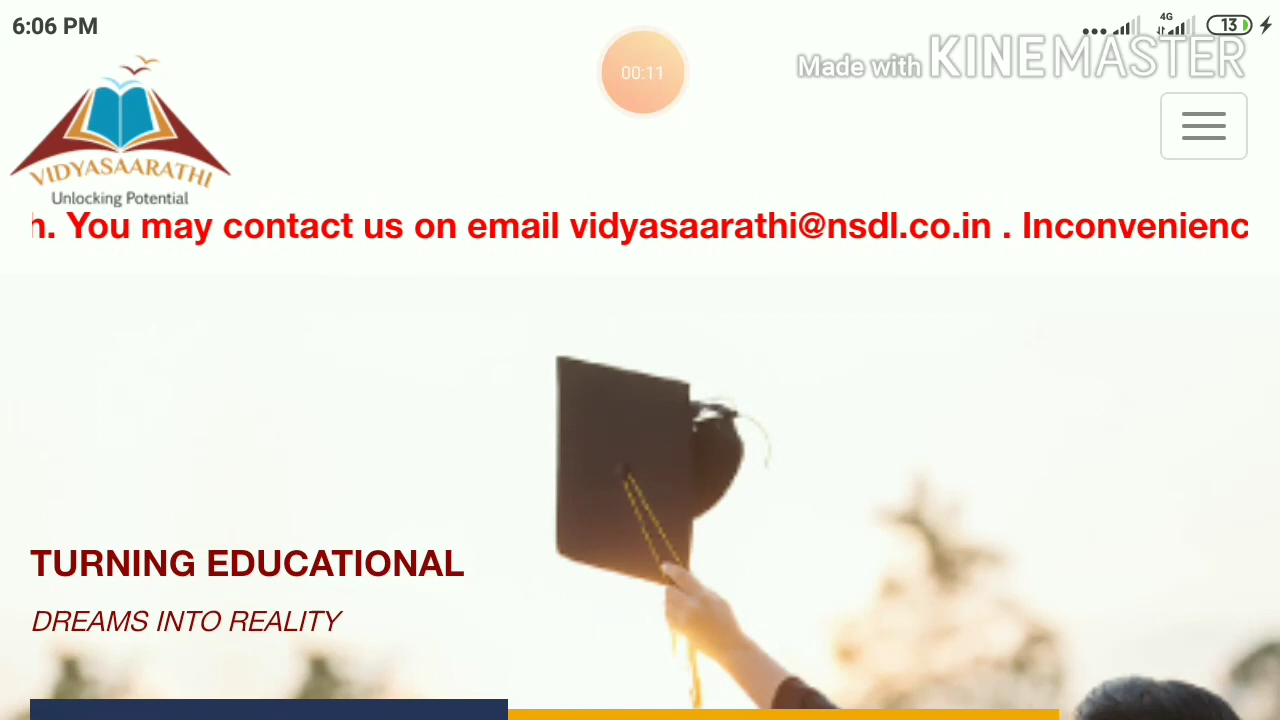 6:06 PM
4G
13
00:11
Made with KINEMASTER
VIDYASAARATHI
Unlocking Potential
h. You may contact us on email vidyasaarathi@nsdl.co.in . Inconvenienc
TURNING EDUCATIONAL
DREAMS INTO REALITY